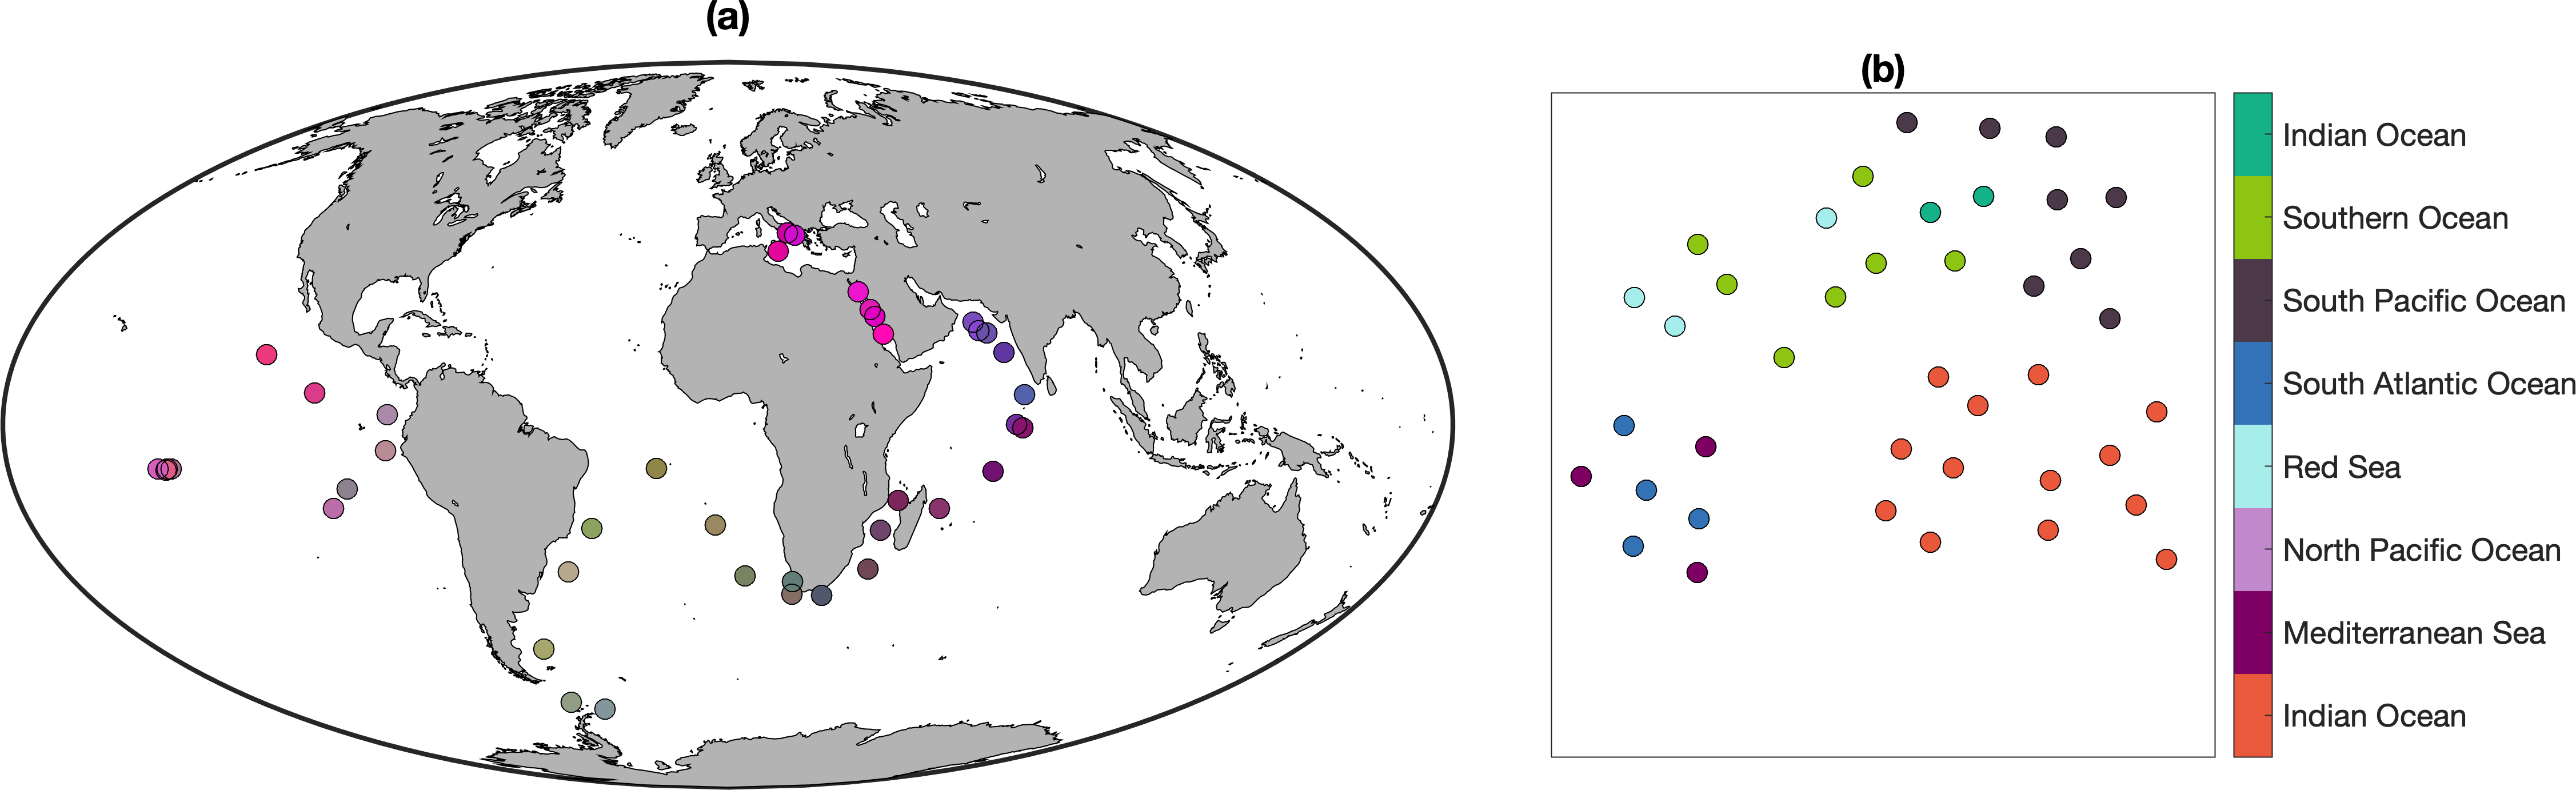 (a)
(b)
Indian Ocean
Southern Ocean
South Pacific Ocean
South Atlantic Ocean
Red Sea
North Pacific Ocean
Mediterranean Sea
Indian Ocean